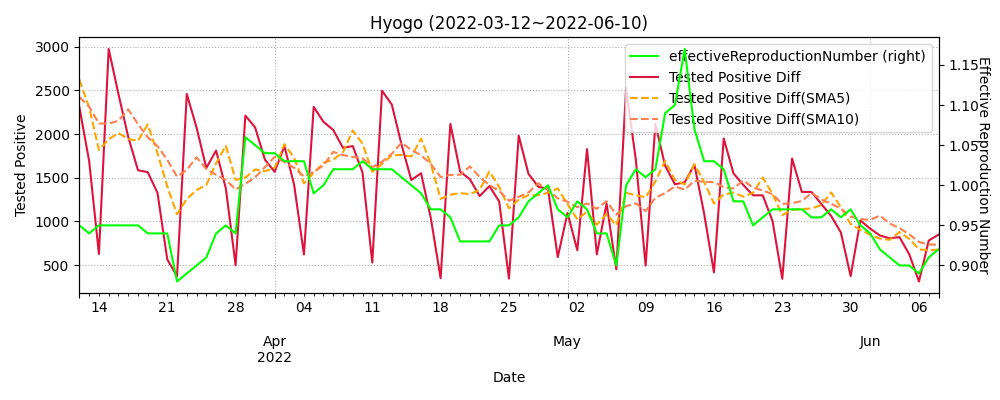 Hyogo (2022-03-12~2022-06-10)
effectiveReproductionNumber (right)
Tested Positive Diff
Tested Positive Diff(SMA5)
Tested Positive Diff(SMA10)
Tested Positive
3000
2500
2000
1500
1000
500
1.15
1.10
1.05
1.00
0.95
0.90
Effective Reproduction Number
14 21 28 04 11 18 25 02 09 16 23 30 06
Apr May Jun
2022
Date